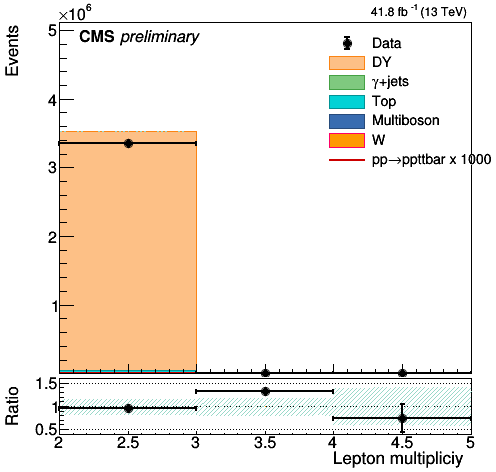 ×10⁶
CMS preliminary
41.8 fb⁻¹ (13 TeV)
Events
5
4
3
2
1
Data
DY
γ+jets
Top
Multiboson
W
pp→ppttbar x 1000
Ratio
1.5
1
0.5
2 2.5 3 3.5 4 4.5 5
Lepton multipliciy